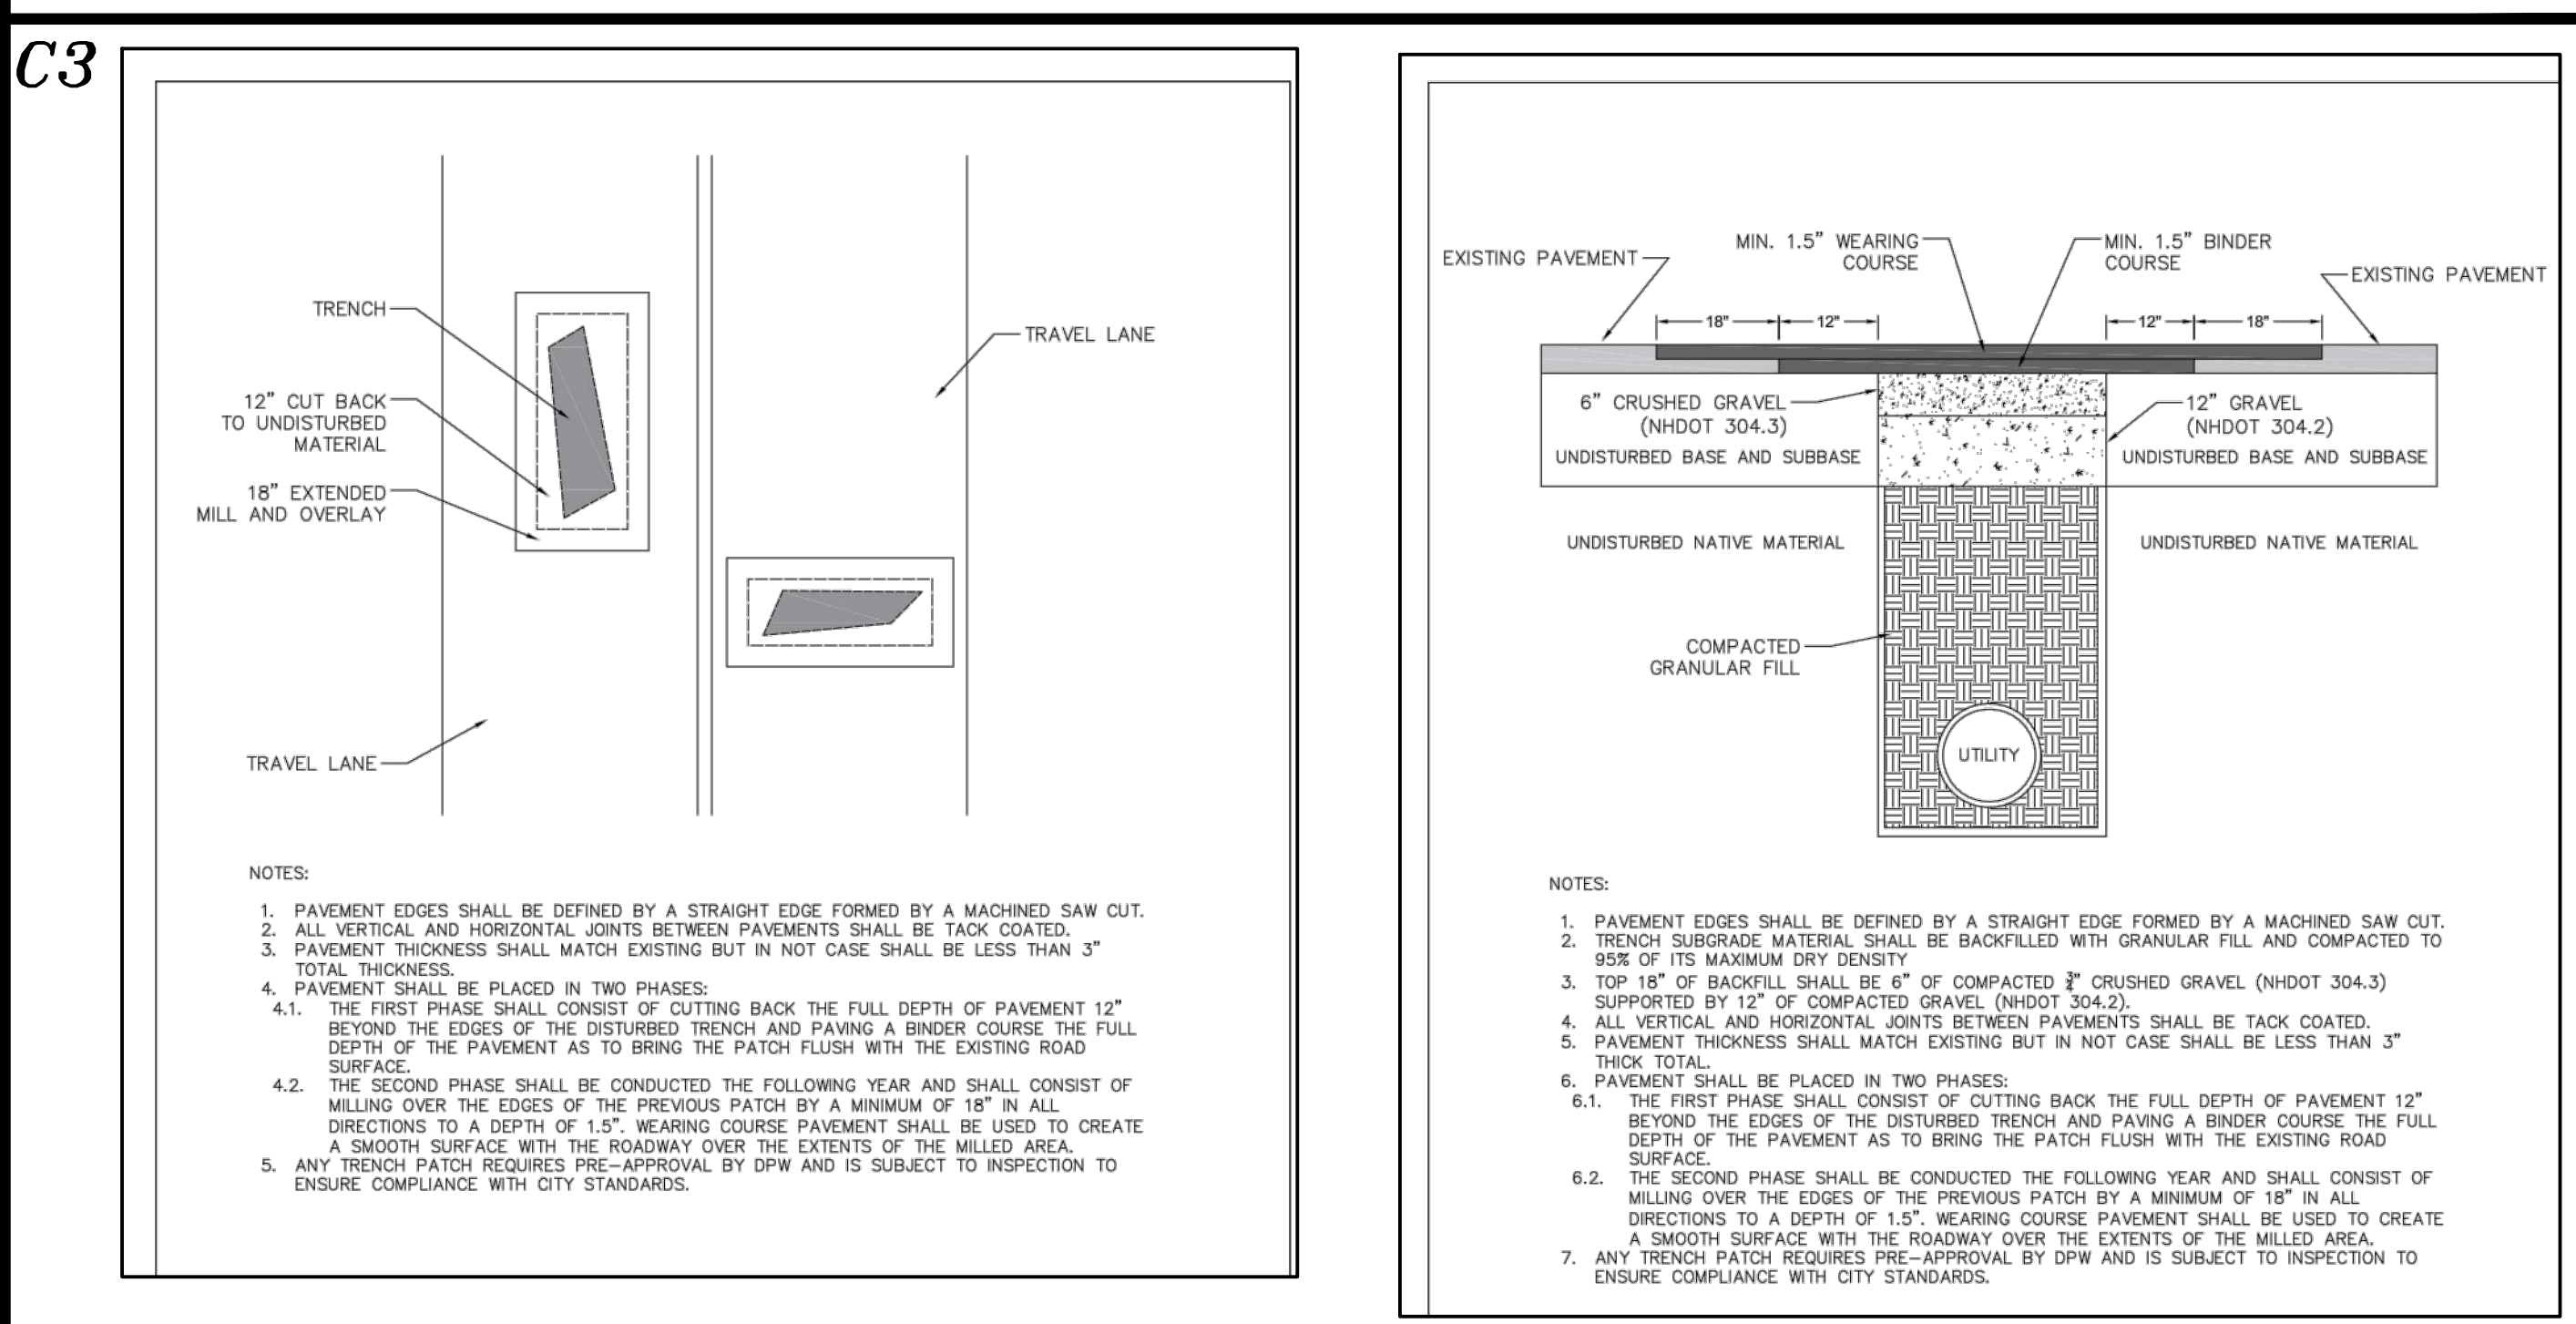 C3
TRENCH
12" CUT BACK
TO UNDISTURBED
MATERIAL
18" EXTENDED
MILL AND OVERLAY
TRAVEL LANE
TRAVEL LANE
NOTES:
1. PAVEMENT EDGES SHALL BE DEFINED BY A STRAIGHT EDGE FORMED BY A MACHINED SAW CUT.
2. ALL VERTICAL AND HORIZONTAL JOINTS BETWEEN PAVEMENTS SHALL BE TACK COATED.
3. PAVEMENT THICKNESS SHALL MATCH EXISTING BUT IN NOT CASE SHALL BE LESS THAN 3"
TOTAL THICKNESS.
4. PAVEMENT SHALL BE PLACED IN TWO PHASES:
4.1. THE FIRST PHASE SHALL CONSIST OF CUTTING BACK THE FULL DEPTH OF PAVEMENT 12"
BEYOND THE EDGES OF THE DISTURBED TRENCH AND PAVING A BINDER COURSE THE FULL
DEPTH OF THE PAVEMENT AS TO BRING THE PATCH FLUSH WITH THE EXISTING ROAD
SURFACE.
4.2. THE SECOND PHASE SHALL BE CONDUCTED THE FOLLOWING YEAR AND SHALL CONSIST OF
MILLING OVER THE EDGES OF THE PREVIOUS PATCH BY A MINIMUM OF 18" IN ALL
DIRECTIONS TO A DEPTH OF 1.5". WEARING COURSE PAVEMENT SHALL BE USED TO CREATE
A SMOOTH SURFACE WITH THE ROADWAY OVER THE EXTENTS OF THE MILLED AREA.
5. ANY TRENCH PATCH REQUIRES PRE-APPROVAL BY DPW AND IS SUBJECT TO INSPECTION TO
ENSURE COMPLIANCE WITH CITY STANDARDS.
EXISTING PAVEMENT
MIN. 1.5" WEARING
COURSE
MIN. 1.5" BINDER
COURSE
EXISTING PAVEMENT
18" 12" 12" 18"
6" CRUSHED GRAVEL
(NHDOT 304.3)
12" GRAVEL
(NHDOT 304.2)
UNDISTURBED BASE AND SUBBASE
UNDISTURBED BASE AND SUBBASE
UNDISTURBED NATIVE MATERIAL
UNDISTURBED NATIVE MATERIAL
COMPACTED
GRANULAR FILL
UTILITY
NOTES:
1. PAVEMENT EDGES SHALL BE DEFINED BY A STRAIGHT EDGE FORMED BY A MACHINED SAW CUT.
2. TRENCH SUBGRADE MATERIAL SHALL BE BACKFILLED WITH GRANULAR FILL AND COMPACTED TO
95% OF ITS MAXIMUM DRY DENSITY
3. TOP 18" OF BACKFILL SHALL BE 6" OF COMPACTED ¾" CRUSHED GRAVEL (NHDOT 304.3)
SUPPORTED BY 12" OF COMPACTED GRAVEL (NHDOT 304.2).
4. ALL VERTICAL AND HORIZONTAL JOINTS BETWEEN PAVEMENTS SHALL BE TACK COATED.
5. PAVEMENT THICKNESS SHALL MATCH EXISTING BUT IN NOT CASE SHALL BE LESS THAN 3"
THICK TOTAL.
6. PAVEMENT SHALL BE PLACED IN TWO PHASES:
6.1. THE FIRST PHASE SHALL CONSIST OF CUTTING BACK THE FULL DEPTH OF PAVEMENT 12"
BEYOND THE EDGES OF THE DISTURBED TRENCH AND PAVING A BINDER COURSE THE FULL
DEPTH OF THE PAVEMENT AS TO BRING THE PATCH FLUSH WITH THE EXISTING ROAD
SURFACE.
6.2. THE SECOND PHASE SHALL BE CONDUCTED THE FOLLOWING YEAR AND SHALL CONSIST OF
MILLING OVER THE EDGES OF THE PREVIOUS PATCH BY A MINIMUM OF 18" IN ALL
DIRECTIONS TO A DEPTH OF 1.5". WEARING COURSE PAVEMENT SHALL BE USED TO CREATE
A SMOOTH SURFACE WITH THE ROADWAY OVER THE EXTENTS OF THE MILLED AREA.
7. ANY TRENCH PATCH REQUIRES PRE-APPROVAL BY DPW AND IS SUBJECT TO INSPECTION TO
ENSURE COMPLIANCE WITH CITY STANDARDS.